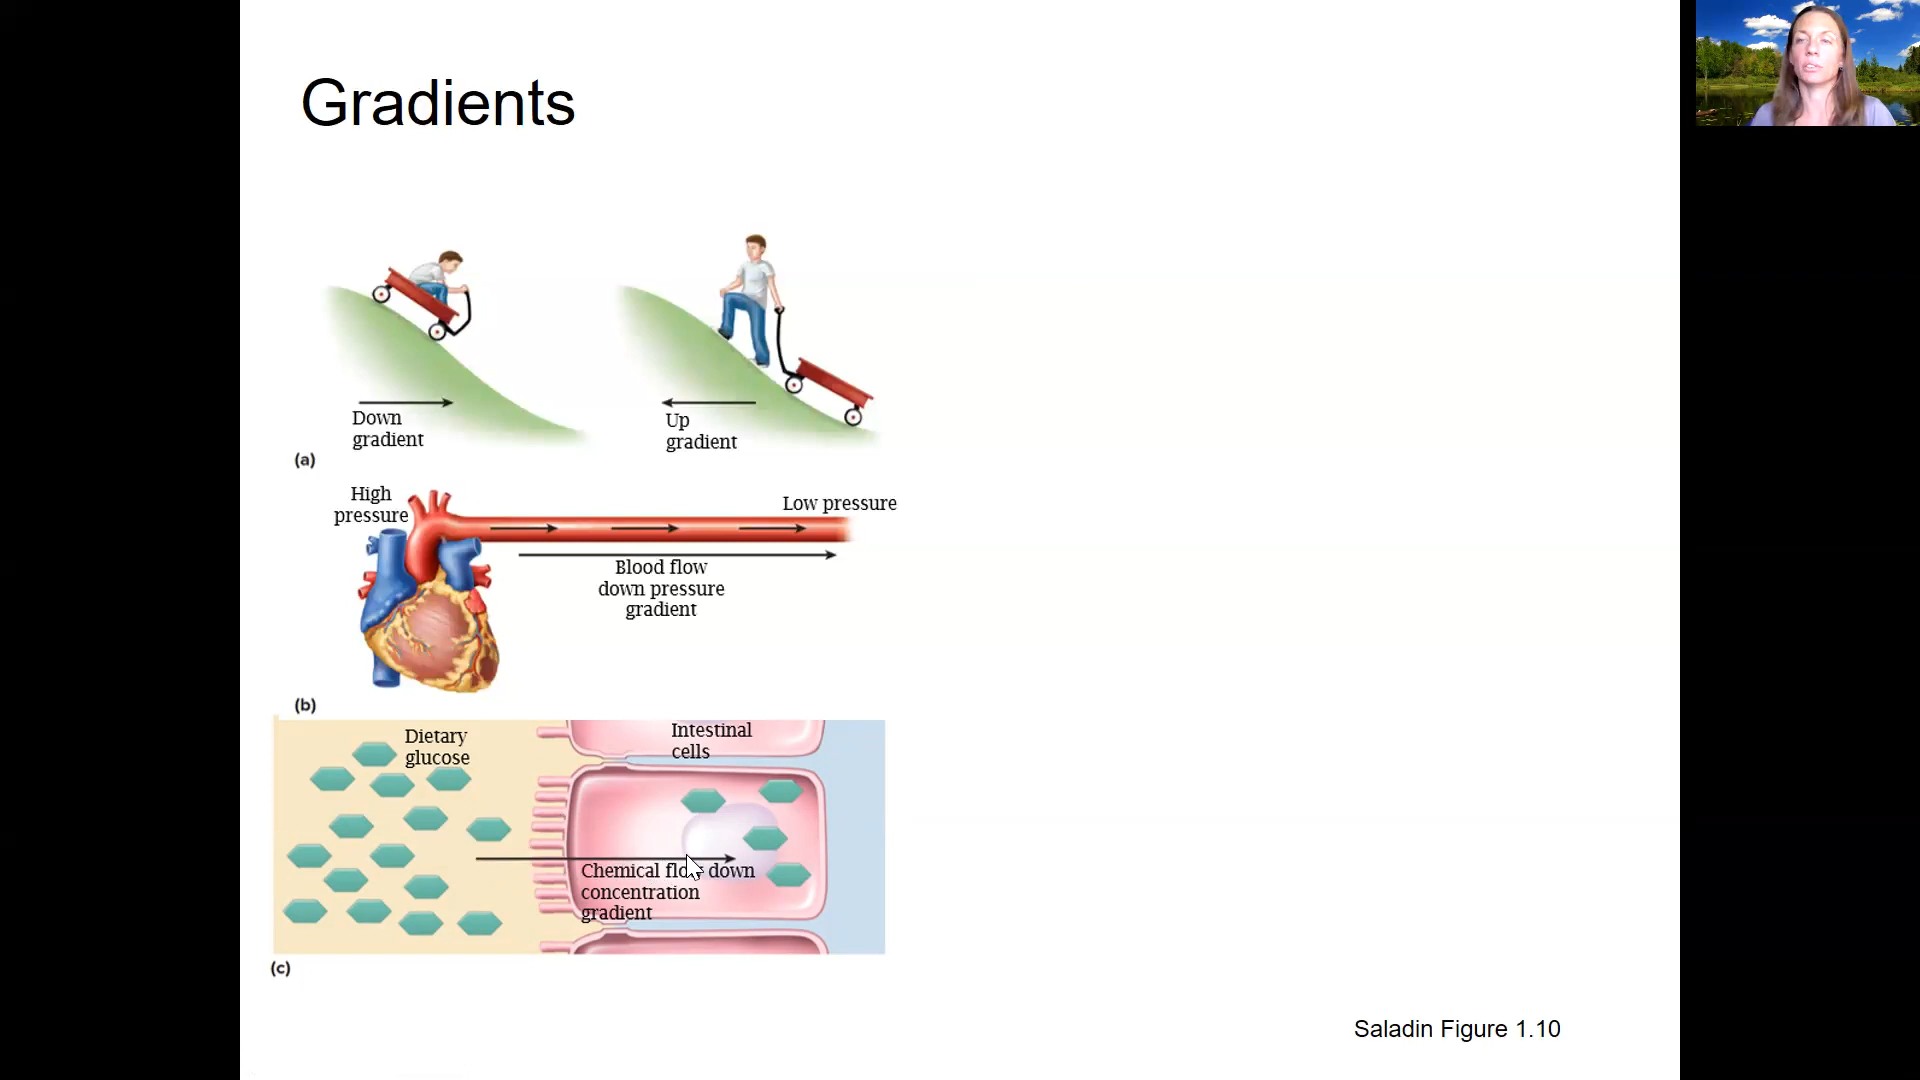 Gradients
Down
gradient
Up
gradient
(a)
High
pressure
Low pressure
Blood flow
down pressure
gradient
(b)
Dietary
glucose
Intestinal
cells
Chemical flow down
concentration
gradient
(c)
Saladin Figure 1.10